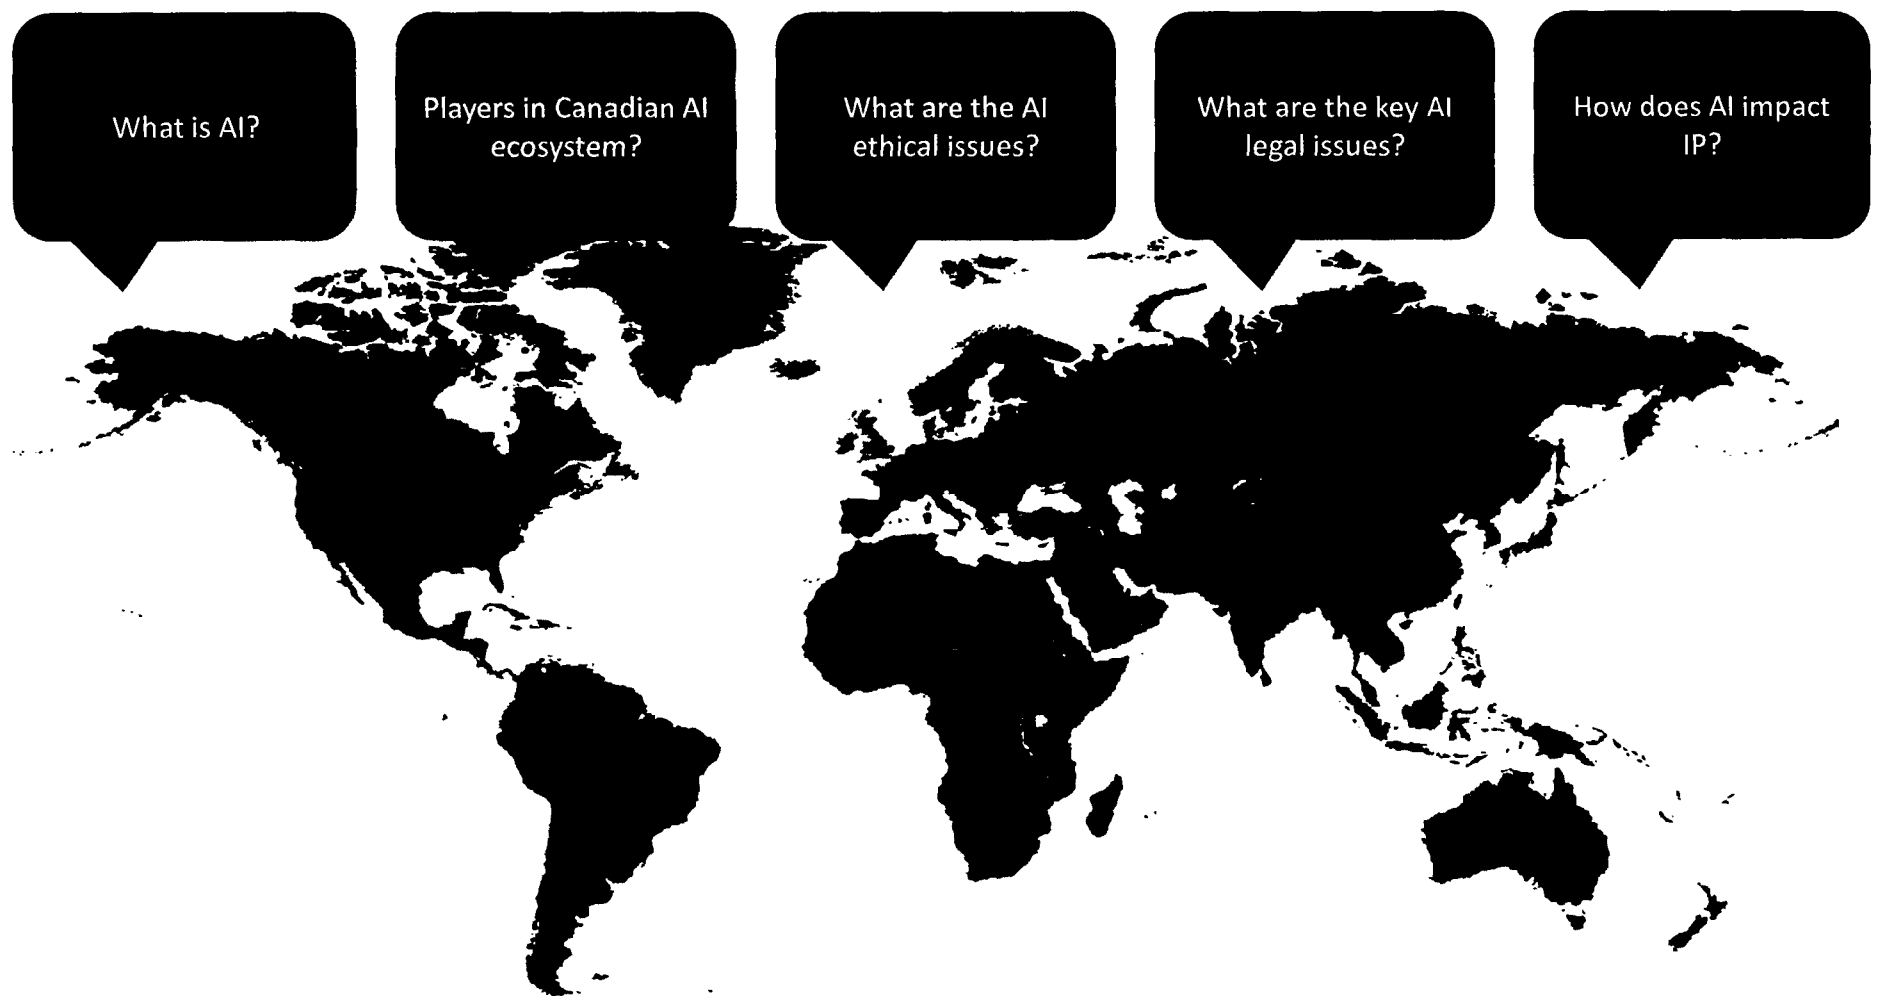 What is AI?
Players in Canadian AI
ecosystem?
What are the AI
ethical issues?
What are the key AI
legal issues?
How does AI impact
IP?